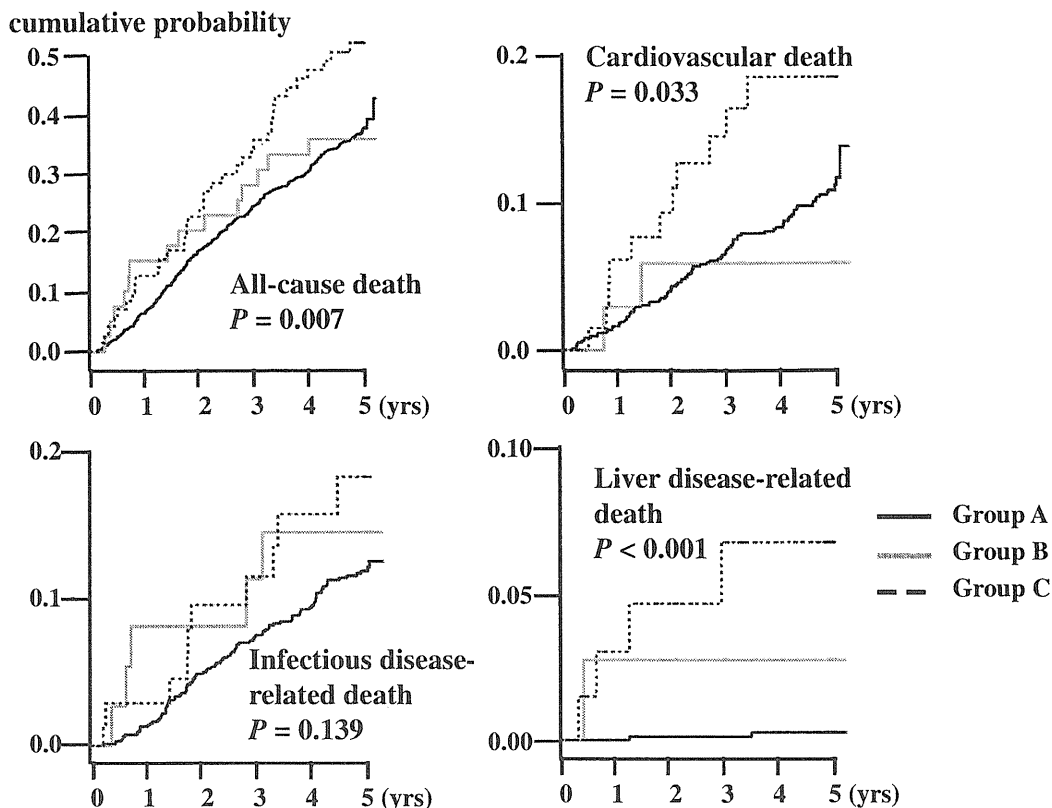 cumulative probability
0.5
0.4
0.3
0.2
0.1
0.0
All-cause death
P = 0.007
0 1 2 3 4 5 (yrs)
0.2
0.1
0.0
Cardiovascular death
P = 0.033
0 1 2 3 4 5 (yrs)
0.2
0.1
0.0
Infectious disease-
related death
P = 0.139
0 1 2 3 4 5 (yrs)
0.10
0.05
0.00
Liver disease-related
death
P < 0.001
0 1 2 3 4 5 (yrs)
Group A
Group B
Group C